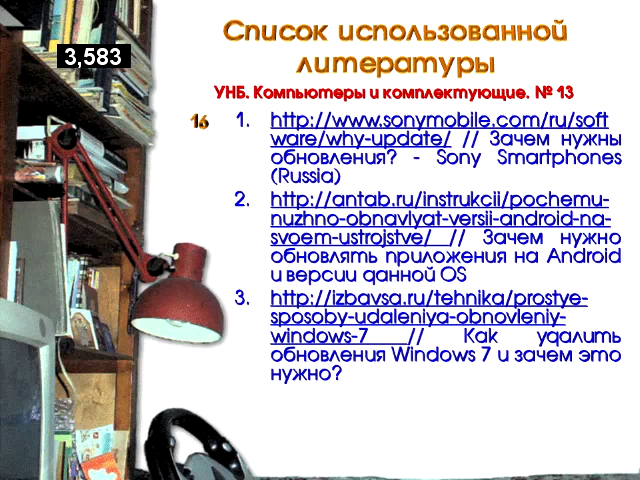 3,583
Список использованной
литературы
УНБ. Компьютеры и комплектующие. № 13
16
1. http://www.sonymobile.com/ru/soft
ware/why-update/ // Зачем нужны
обновления? - Sony Smartphones
(Russia)
2. http://antab.ru/instrukcii/pochemu-
nuzhno-obnavlyat-versii-android-na-
svoem-ustrojstve/ // Зачем нужно
обновлять приложения на Android
и версии данной OS
3. http://izbavsa.ru/tehnika/prostye-
sposoby-udaleniya-obnovleniy-
windows-7 // Как удалить
обновления Windows 7 и зачем это
нужно?